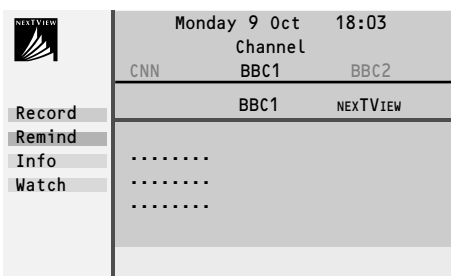 NEXTVIEW
Monday 9 Oct 18:03
Channel
CNN BBC1 BBC2
BBC1 NEXTVIEW
Record
Remind
Info
Watch
........
........
........